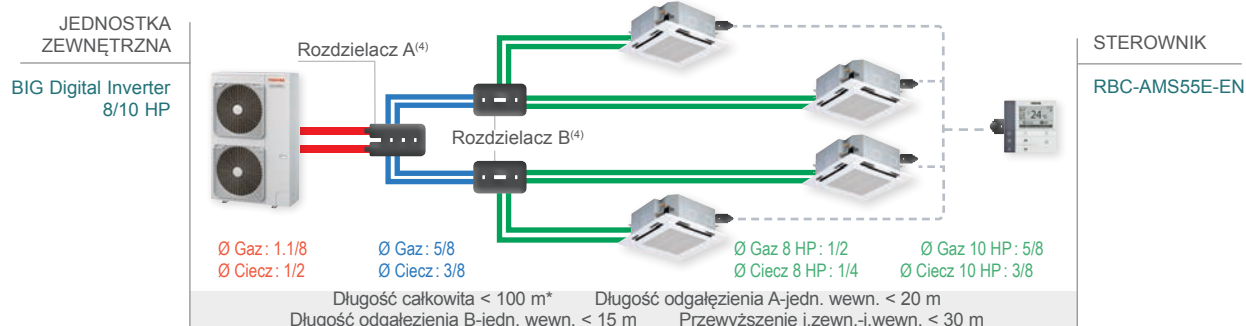 JEDNOSTKA
ZEWNĘTRZNA
BIG Digital Inverter
8/10 HP
Rozdzielacz A(4)
Rozdzielacz B(4)
STEROWNIK
RBC-AMS55E-EN
Ø Gaz : 1.1/8
Ø Ciecz : 1/2
Ø Gaz : 5/8
Ø Ciecz : 3/8
Ø Gaz 8 HP : 1/2
Ø Ciecz 8 HP : 1/4
Ø Gaz 10 HP : 5/8
Ø Ciecz 10 HP : 3/8
Długość całkowita < 100 m* Długość odgałęzienia A-jedn. wewn. < 20 m
Długość odgałęzienia B-jedn. wewn. < 15 m Przewyższenie j.zewn.-j.wewn. < 30 m